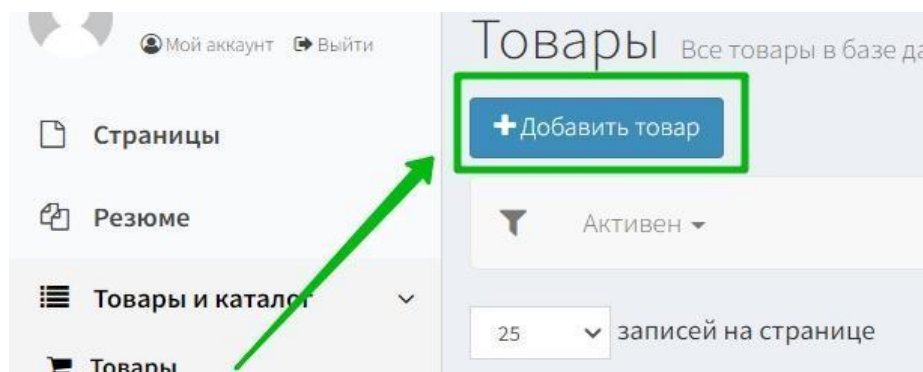 Мой аккаунт Выйти
Страницы
Резюме
Товары и каталог
Товары
Товары Все товары в базе
Добавить товар
Активен
25 записей на странице